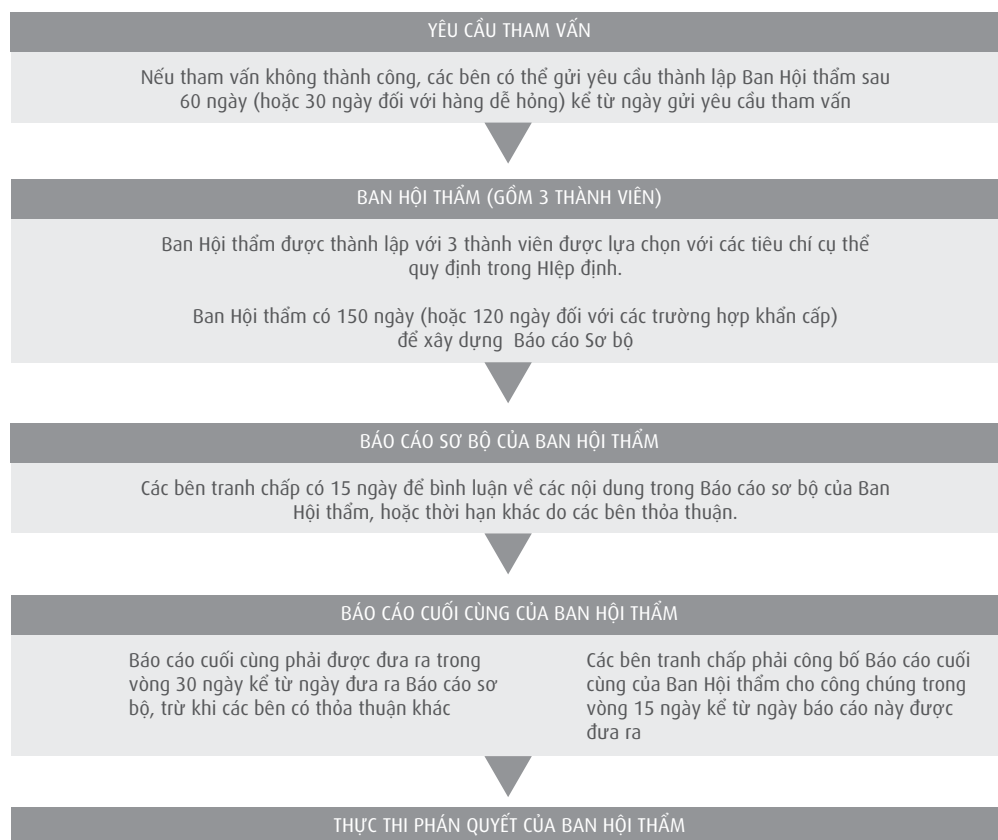 YÊU CẦU THAM VẤN
Nếu tham vấn không thành công, các bên có thể gửi yêu cầu thành lập Ban Hội thẩm sau
60 ngày (hoặc 30 ngày đối với hàng dễ hỏng) kể từ ngày gửi yêu cầu tham vấn
BAN HỘI THẨM (GỒM 3 THÀNH VIÊN)
Ban Hội thẩm được thành lập với 3 thành viên được lựa chọn với các tiêu chí cụ thể
quy định trong HIệp định.
Ban Hội thẩm có 150 ngày (hoặc 120 ngày đối với các trường hợp khẩn cấp)
để xây dựng Báo cáo Sơ bộ
BÁO CÁO SƠ BỘ CỦA BAN HỘI THẨM
Các bên tranh chấp có 15 ngày để bình luận về các nội dung trong Báo cáo sơ bộ của Ban
Hội thẩm, hoặc thời hạn khác do các bên thỏa thuận.
BÁO CÁO CUỐI CÙNG CỦA BAN HỘI THẨM
Báo cáo cuối cùng phải được đưa ra trong
vòng 30 ngày kể từ ngày đưa ra Báo cáo sơ
bộ, trừ khi các bên có thỏa thuận khác
Các bên tranh chấp phải công bố Báo cáo cuối
cùng của Ban Hội thẩm cho công chúng trong
vòng 15 ngày kể từ ngày báo cáo này được
đưa ra
THỰC THI PHÁN QUYẾT CỦA BAN HỘI THẨM